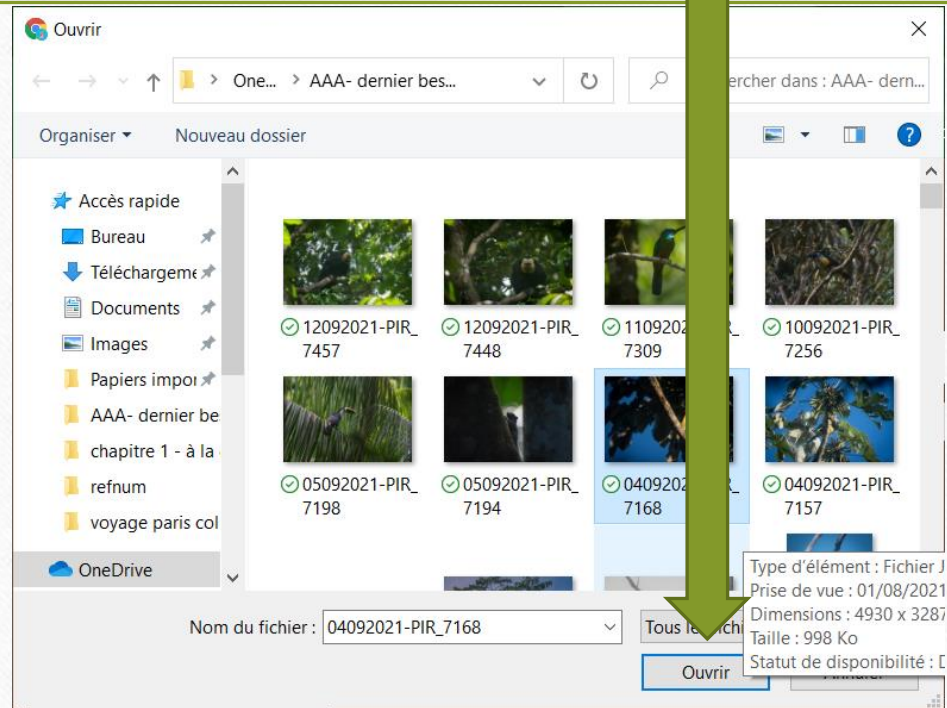 Ouvrir
One... > AAA- dernier bes...
ercher dans : AAA- dern...
Organiser
Nouveau dossier
Accès rapide
Bureau
Téléchargeme
Documents
Images
Papiers impor
AAA- dernier be
chapitre 1 - à la
refnum
voyage paris col
OneDrive
12092021-PIR_
7457
12092021-PIR_
7448
1109202
7309
10092021-PIR_
7256
05092021-PIR_
7198
05092021-PIR_
7194
0409202
7168
04092021-PIR_
7157
Type d'élément : Fichier J
Prise de vue : 01/08/2021
Dimensions : 4930 x 3287
Taille : 998 Ko
Statut de disponibilité : D
Nom du fichier : 04092021-PIR_7168
Tous
Ouvrir